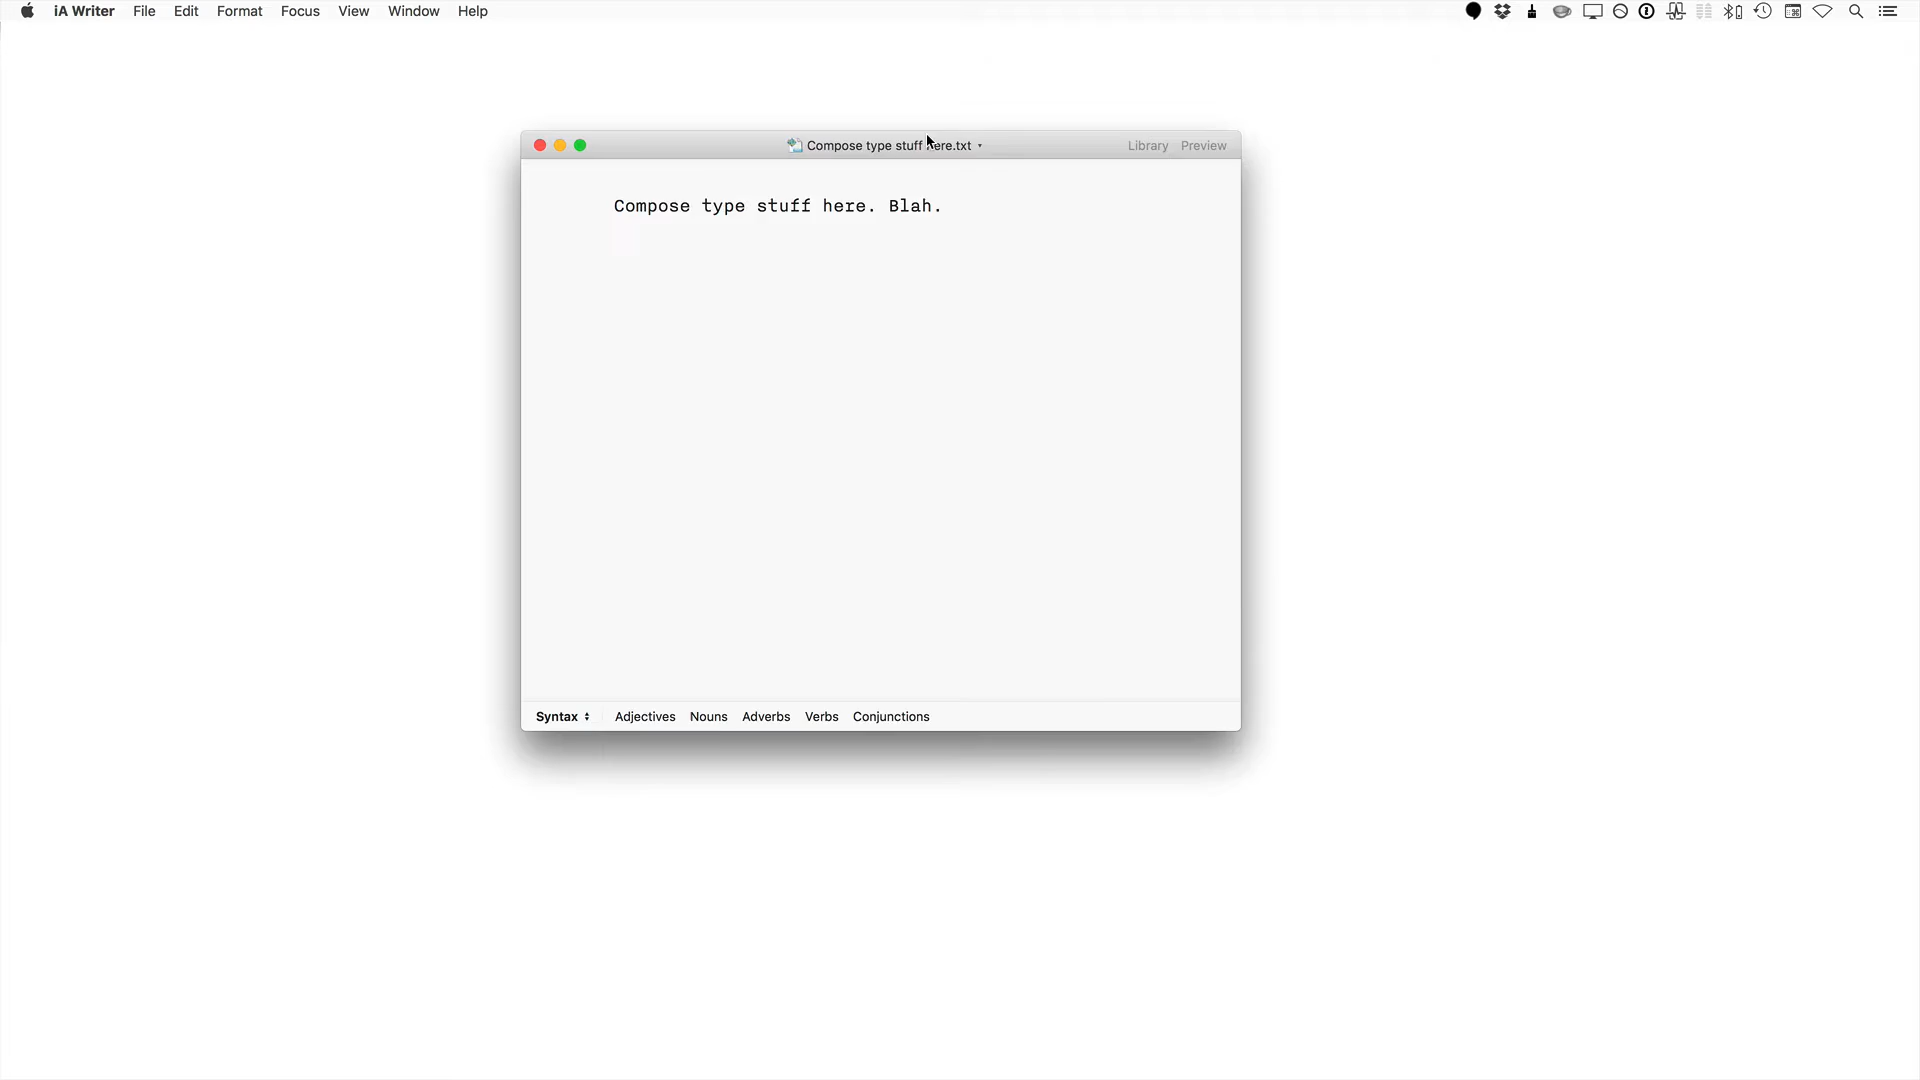 iA Writer File Edit Format Focus View Window Help
Compose type stuff here.txt
Library Preview
Compose type stuff here. Blah.
Syntax Adjectives Nouns Adverbs Verbs Conjunctions